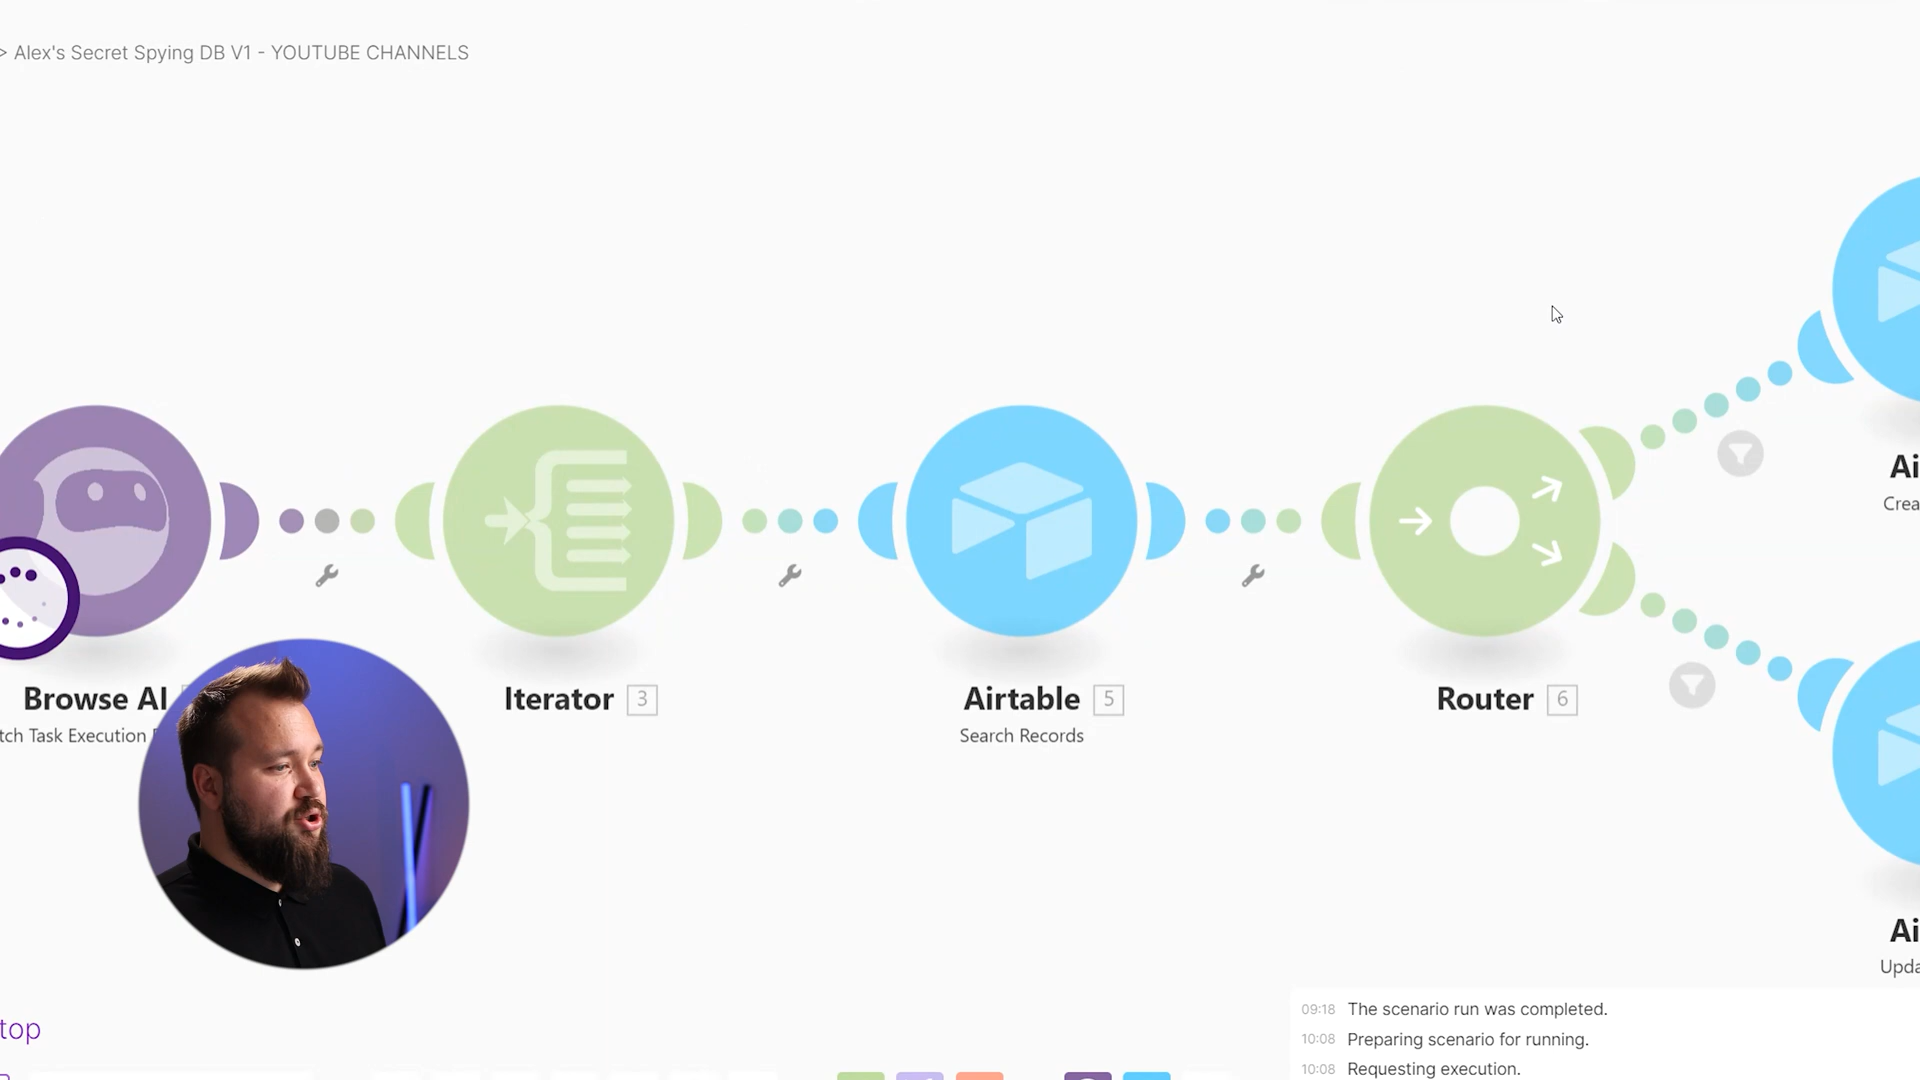 > Alex's Secret Spying DB V1 - YOUTUBE CHANNELS
Browse AI
tch Task Execution
Iterator 3
Airtable 5
Search Records
Router 6
Ai
Crea
Ai
Upda
top
09:18 The scenario run was completed.
10:08 Preparing scenario for running.
10:08 Requesting execution.